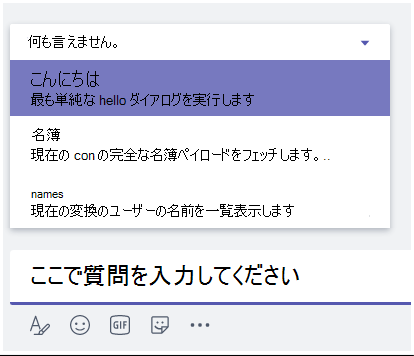 何も言えません。
こんにちは
最も単純な hello ダイアログを実行します
名簿
現在の conの完全な名簿ペイロードをフェッチします。..
names
現在の変換のユーザーの名前を一覧表示します
ここで質問を入力してください
GIF